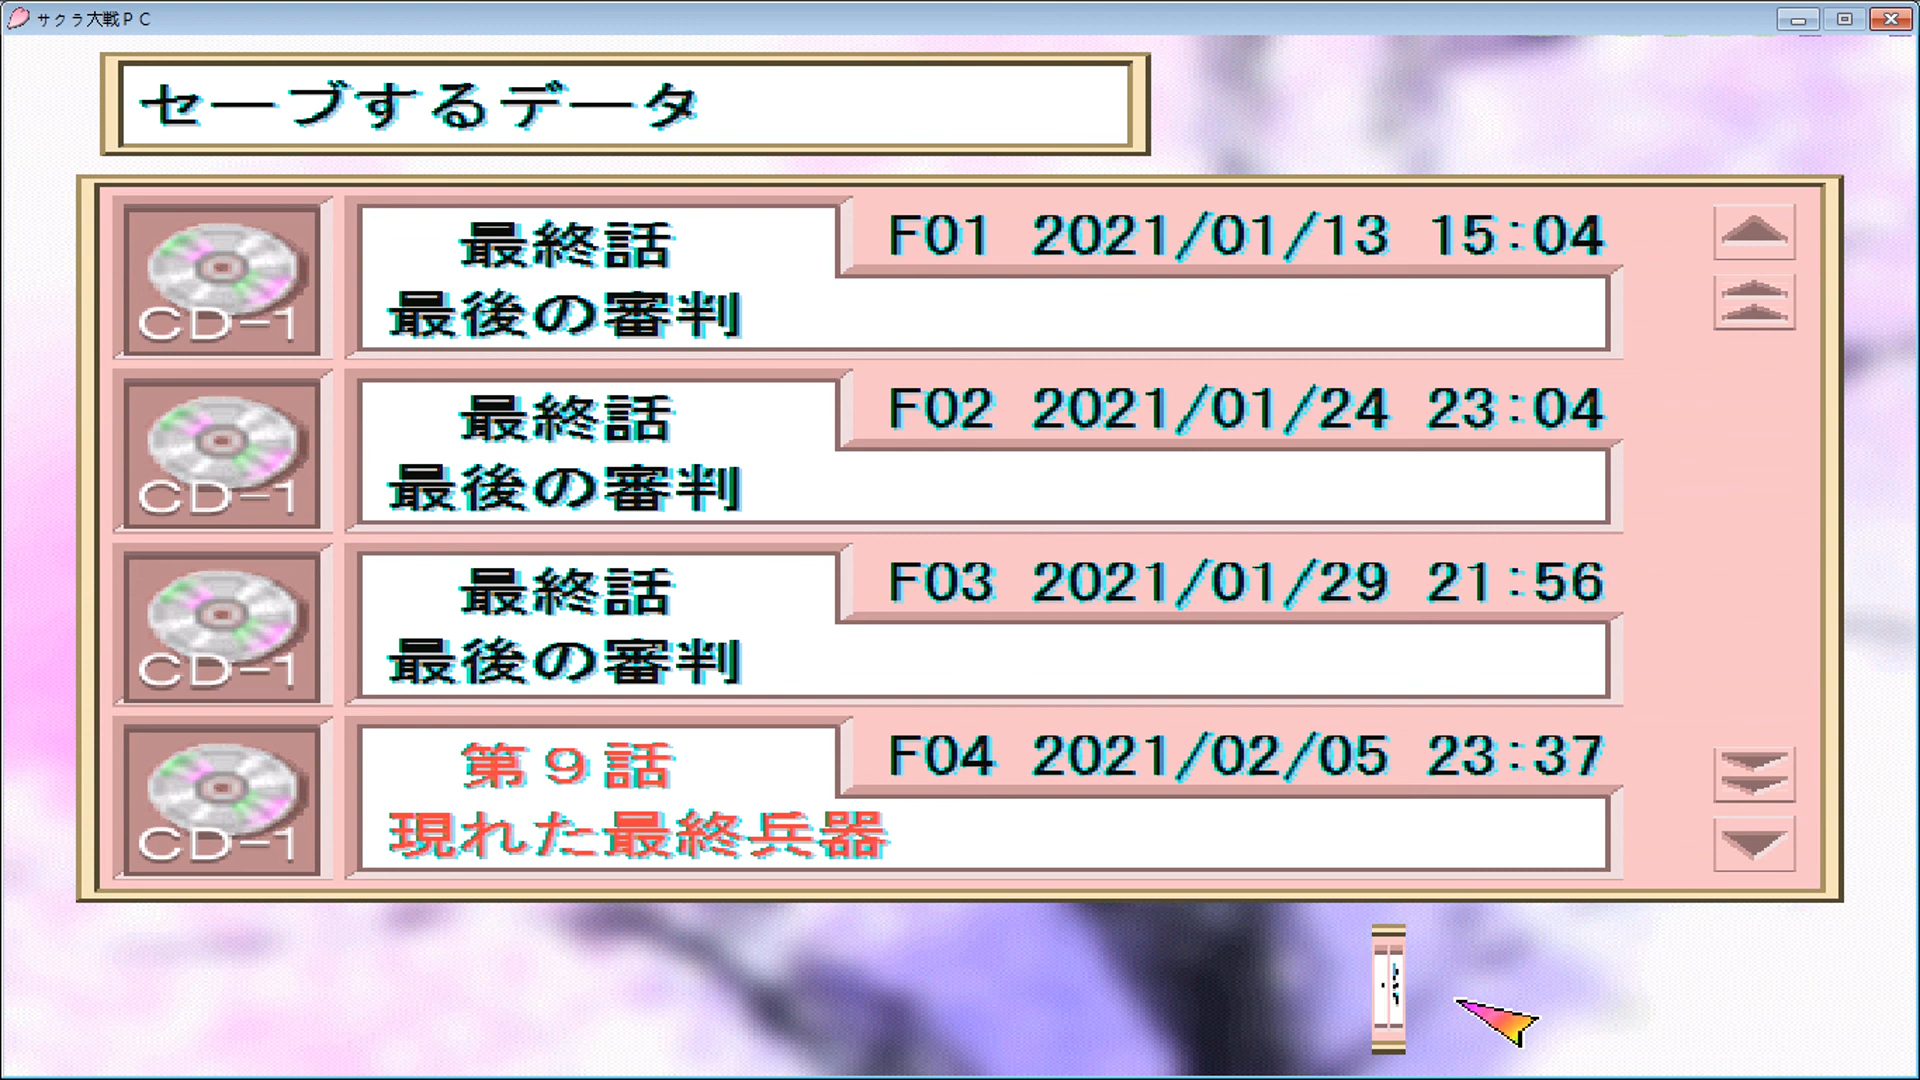 サクラ大戦PC
セーブするデータ
CD-1
最終話
F01 2021/01/13 15:04
最後の審判
CD-1
最終話
F02 2021/01/24 23:04
最後の審判
CD-1
最終話
F03 2021/01/29 21:56
最後の審判
CD-1
第9話
F04 2021/02/05 23:37
現れた最終兵器